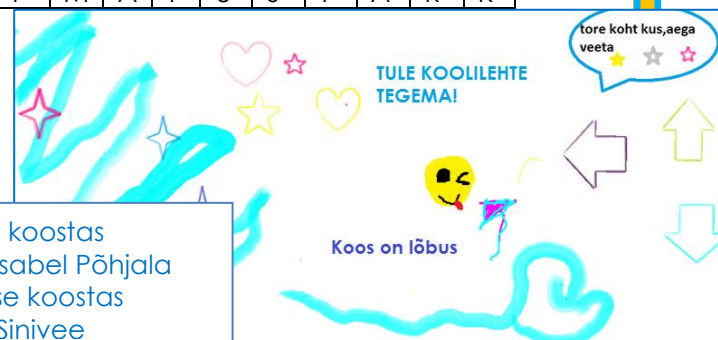 tore koht kus,aega
veeta
TULE KOOLILEHTE
TEGEMA!
Koos on lõbus
koostas
sabel Põhjala
se koostas
Sinivee